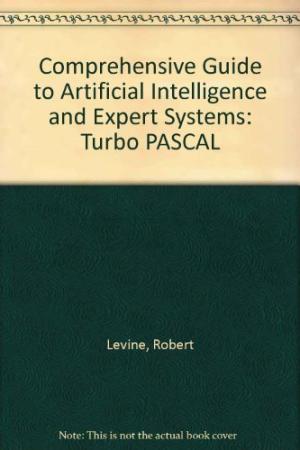 Comprehensive Guide
to Artificial Intelligence
and Expert Systems:
Turbo PASCAL
Levine, Robert
Note: This is not the actual book cover